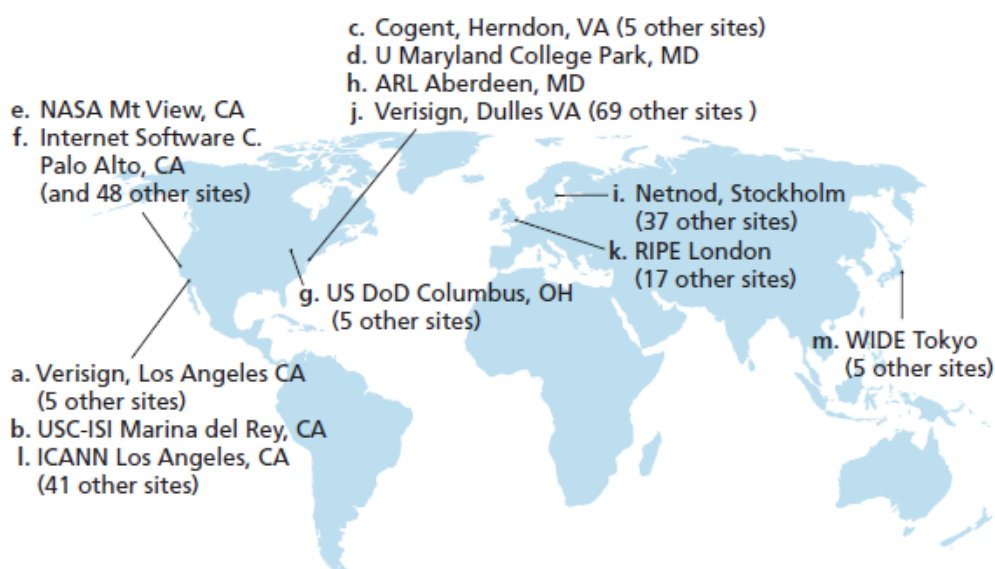 c. Cogent, Herndon, VA (5 other sites)
d. U Maryland College Park, MD
h. ARL Aberdeen, MD
j. Verisign, Dulles VA (69 other sites )
e. NASA Mt View, CA
f. Internet Software C.
Palo Alto, CA
(and 48 other sites)
i. Netnod, Stockholm
(37 other sites)
k. RIPE London
(17 other sites)
g. US DoD Columbus, OH
(5 other sites)
m. WIDE Tokyo
(5 other sites)
a. Verisign, Los Angeles CA
(5 other sites)
b. USC-ISI Marina del Rey, CA
l. ICANN Los Angeles, CA
(41 other sites)